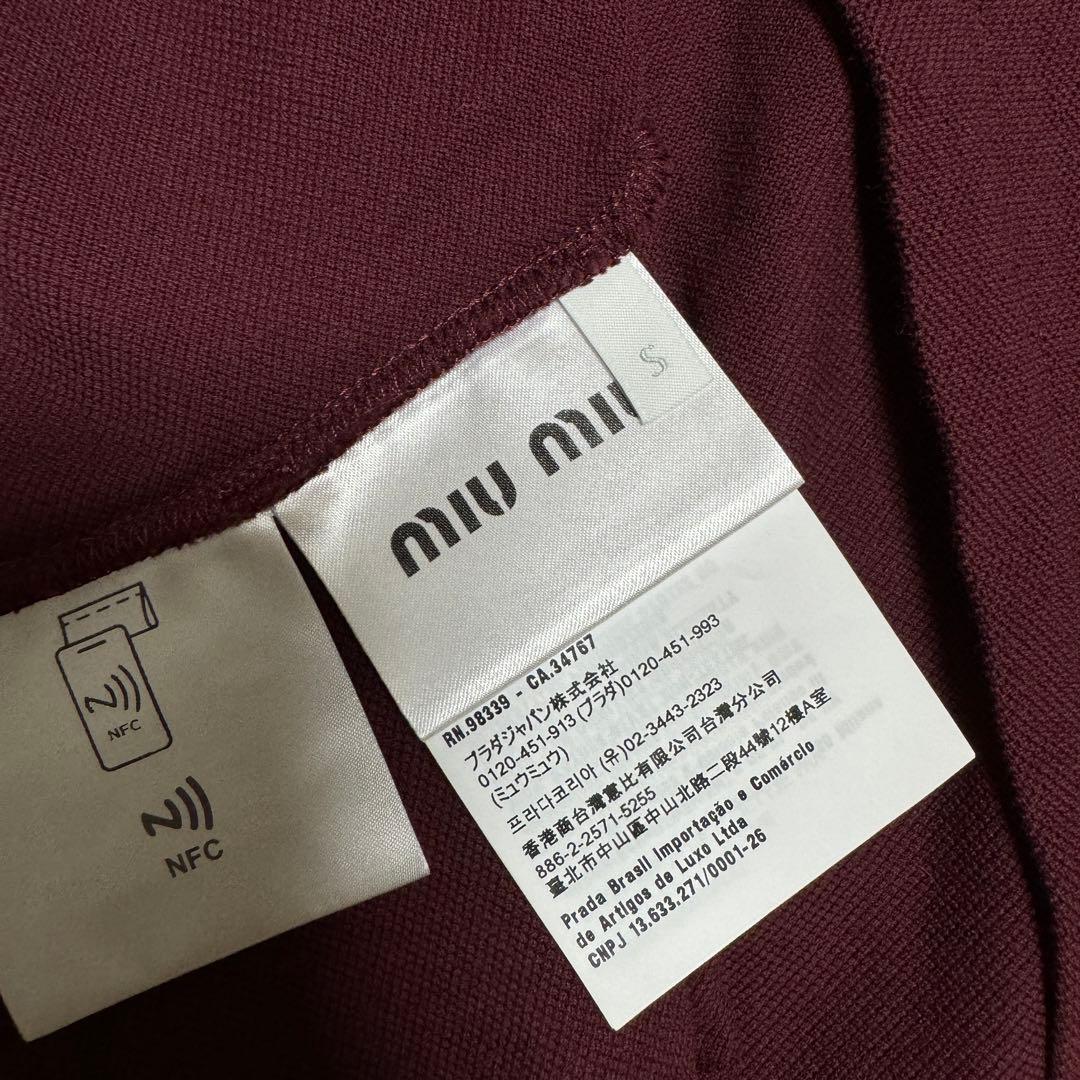 S
MIU MIU
RN.98339 - CA.34767
プラダジャパン株式会社
0120-451-913 (プラダ)0120-451-993
(ミュウミュウ)
프라다코리아 (유)02-3443-2323
香港商台灣憲比有限公司台灣分公司
886-2-2571-5255
臺北市中山區中山北路二段44號12樓A室
Prada Brasil Importação e Comércio
de Artigos de Luxo Ltda
CNPJ 13.633.271/0001-26
NFC
NFC